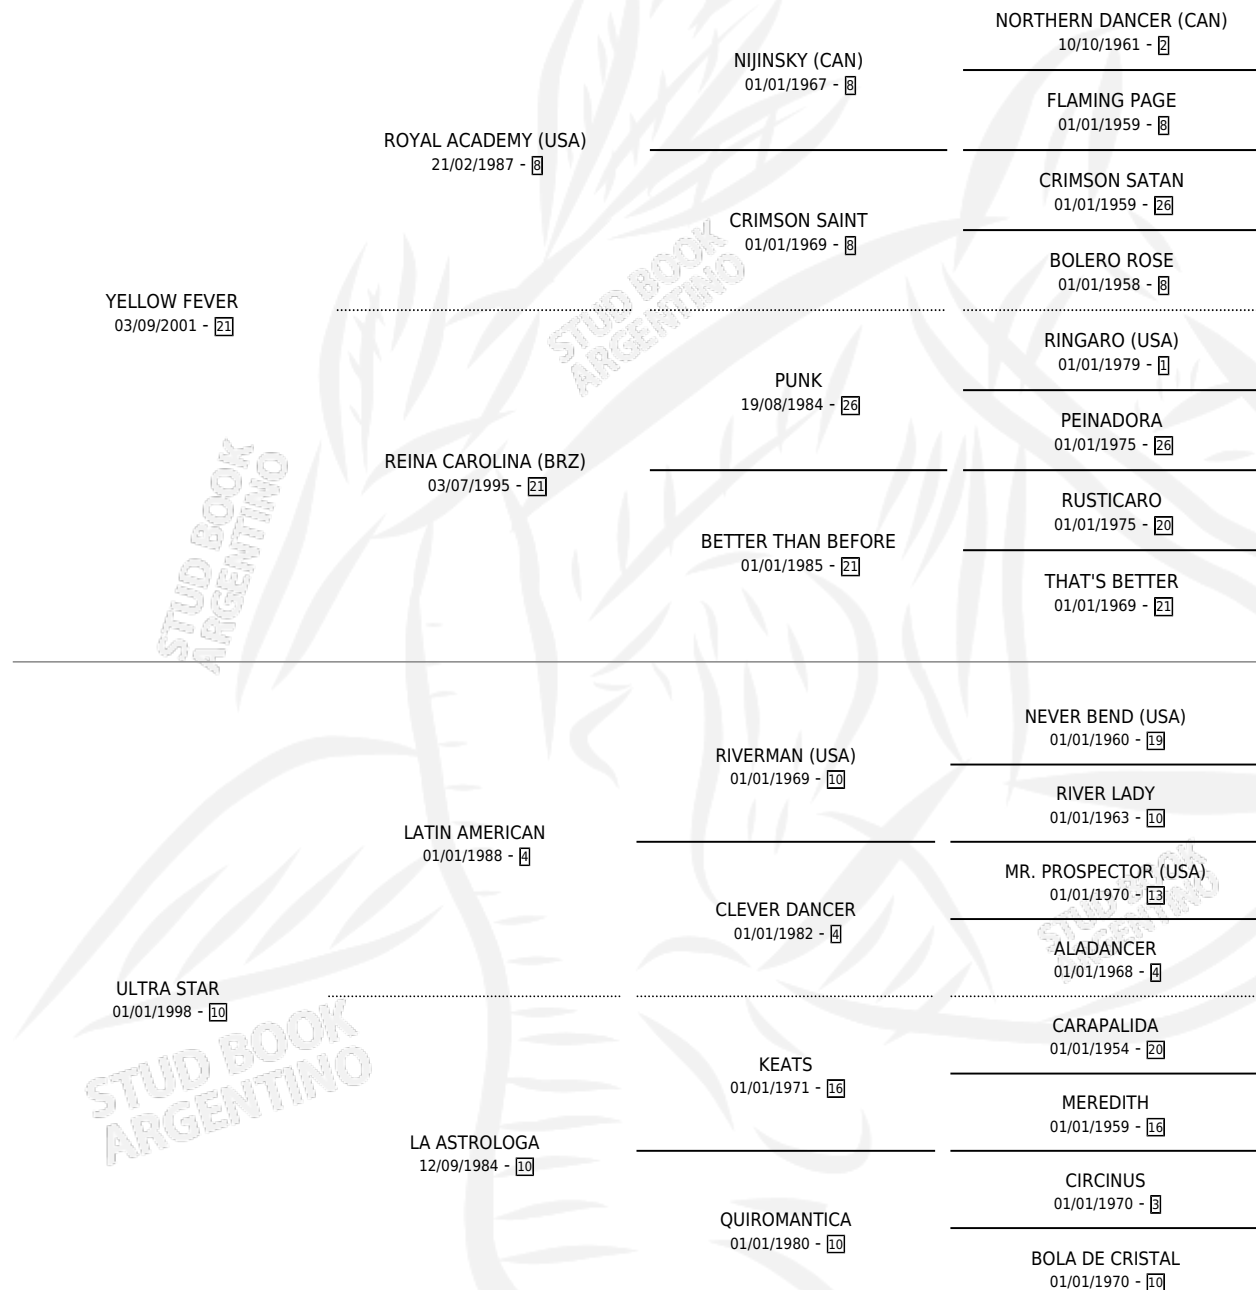 NORTHERN DANCER (CAN)
10/10/1961 - 2
NIJINSKY (CAN)
01/01/1967 - 8
FLAMING PAGE
01/01/1959 - 8
ROYAL ACADEMY (USA)
21/02/1987 - 8
CRIMSON SATAN
01/01/1959 - 26
CRIMSON SAINT
01/01/1969 - 8
BOLERO ROSE
01/01/1958 - 8
YELLOW FEVER
03/09/2001 - 21
RINGARO (USA)
01/01/1979 - 1
PUNK
19/08/1984 - 26
PEINADORA
01/01/1975 - 26
REINA CAROLINA (BRZ)
03/07/1995 - 21
RUSTICARO
01/01/1975 - 20
BETTER THAN BEFORE
01/01/1985 - 21
THAT'S BETTER
01/01/1969 - 21
NEVER BEND (USA)
01/01/1960 - 19
RIVERMAN (USA)
01/01/1969 - 10
RIVER LADY
01/01/1963 - 10
LATIN AMERICAN
01/01/1988 - 4
MR. PROSPECTOR (USA)
01/01/1970 - 13
CLEVER DANCER
01/01/1982 - 4
ALADANCER
01/01/1968 - 4
ULTRA STAR
01/01/1998 - 10
CARAPALIDA
01/01/1954 - 20
KEATS
01/01/1971 - 16
MEREDITH
01/01/1959 - 16
LA ASTROLOGA
12/09/1984 - 10
CIRCINUS
01/01/1970 - 3
QUIROMANTICA
01/01/1980 - 10
BOLA DE CRISTAL
01/01/1970 - 10
STUD BOOK
ARGENTINO
STUD BOOK
ARGENTINO
STUD BOOK
ARGENTINO
STUD BOOK
ARGENTINO